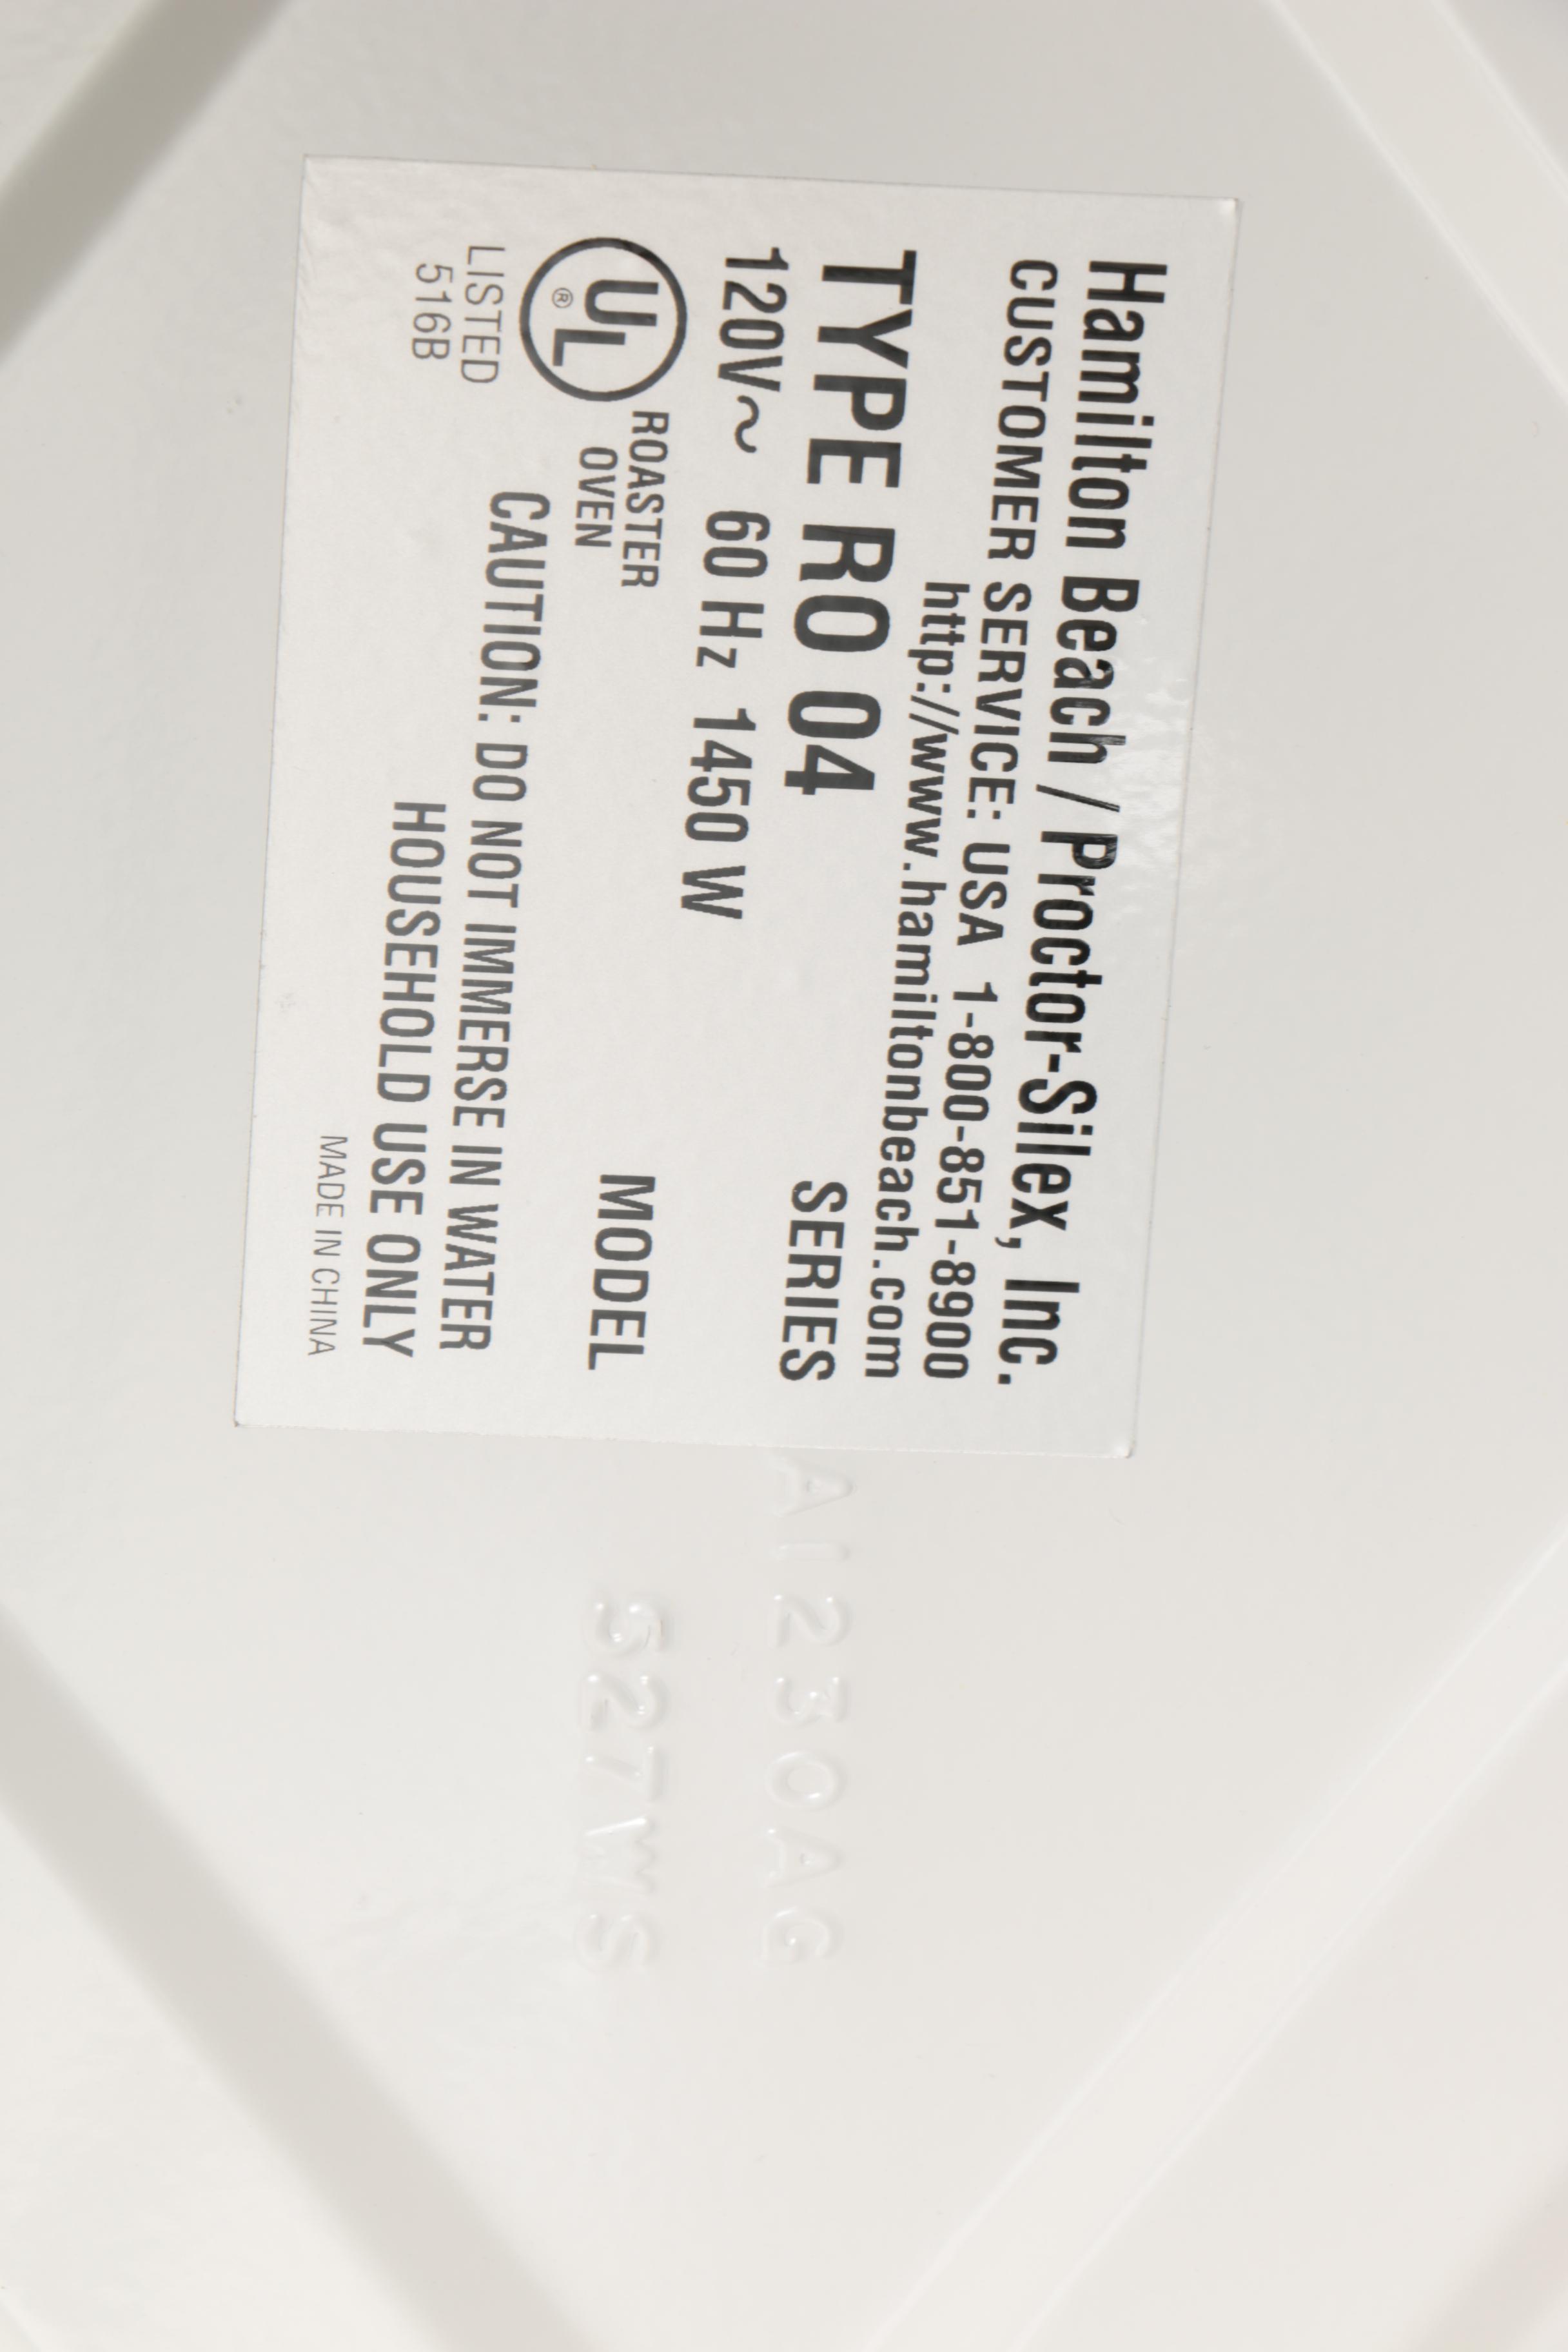 Hamilton Beach / Proctor-Silex, Inc.
CUSTOMER SERVICE: USA 1-800-851-8900
http://www.hamiltonbeach.com
TYPE RO 04
SERIES A1230AG
120V~ 60 Hz 1450 W
UL®
LISTED
516B
ROASTER
OVEN
MODEL S27WS
CAUTION: DO NOT IMMERSE IN WATER
HOUSEHOLD USE ONLY
MADE IN CHINA